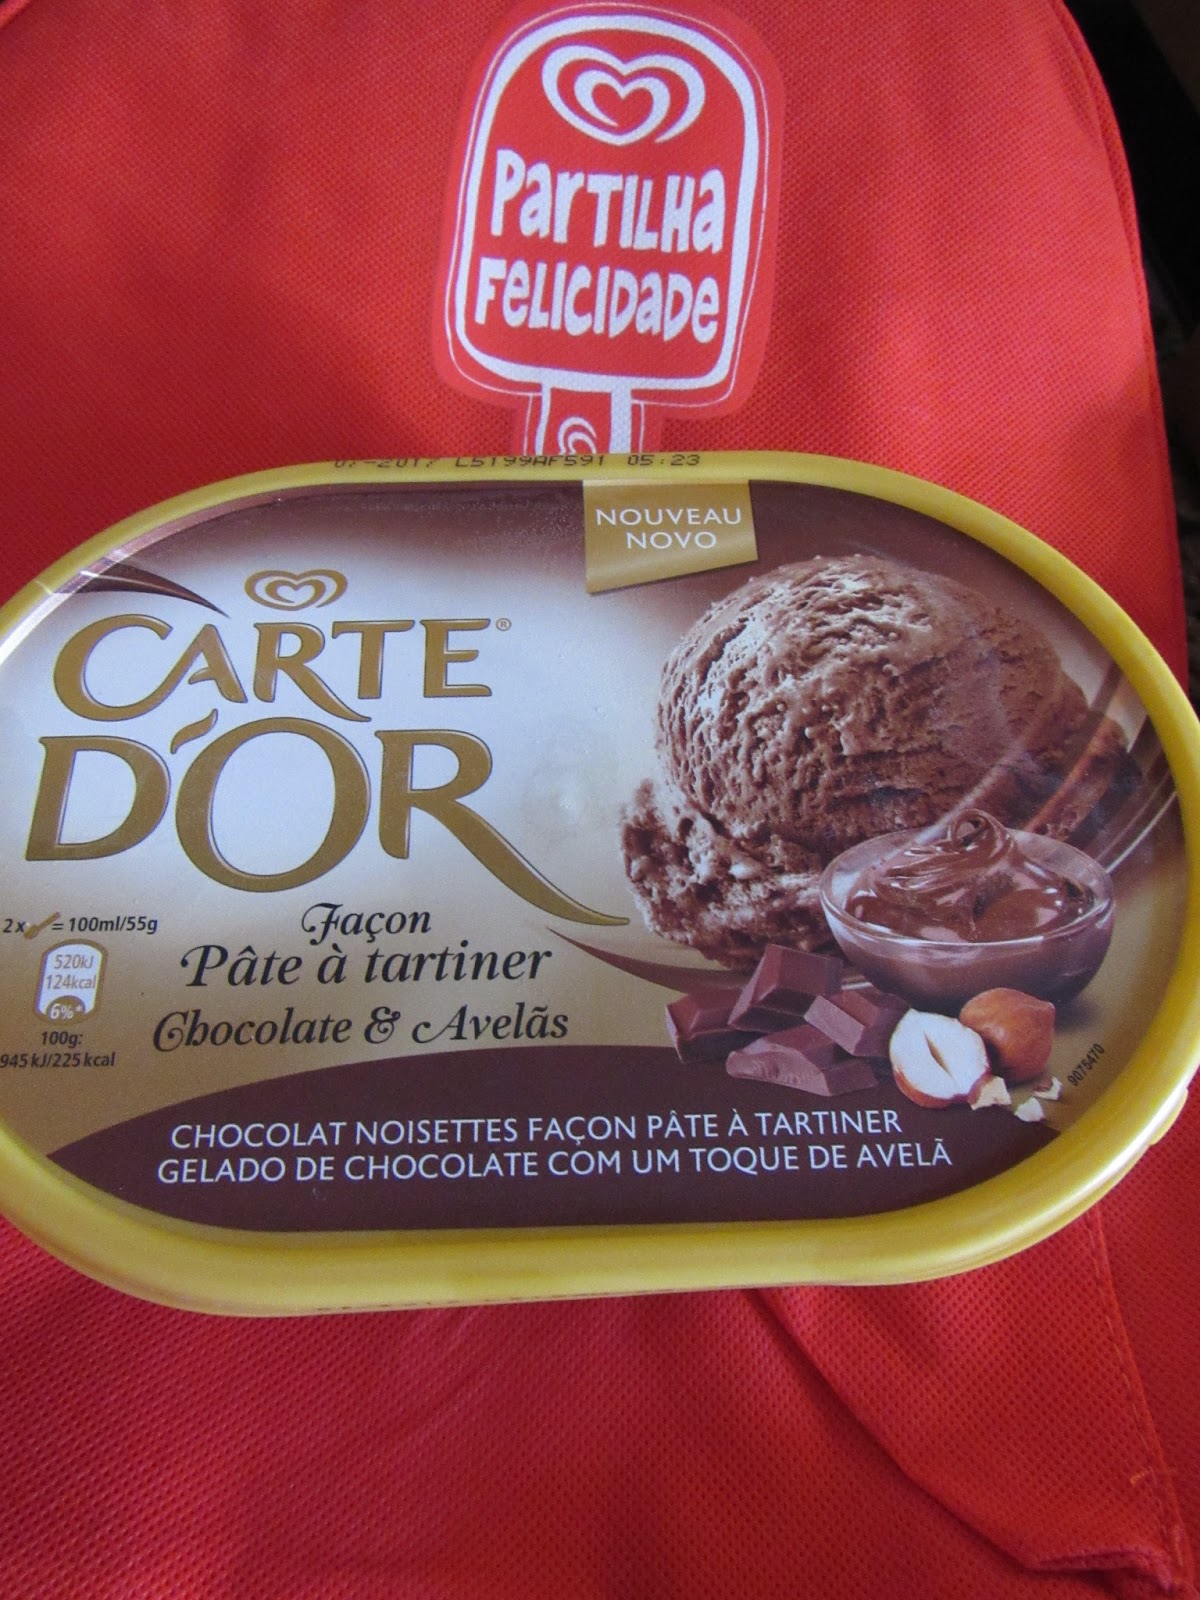 PARTILHA
FELICIDADE
07-2017 L5199AF591 05:23
NOUVEAU
NOVO
CARTE®
D'OR
2x = 100ml/55g
Façon
Pâte à tartiner
Chocolate & Avelãs
520kJ
124kcal
6%*
100g:
945 kJ/225 kcal
9075470
CHOCOLAT NOISETTES FAÇON PÂTE À TARTINER
GELADO DE CHOCOLATE COM UM TOQUE DE AVELÃ